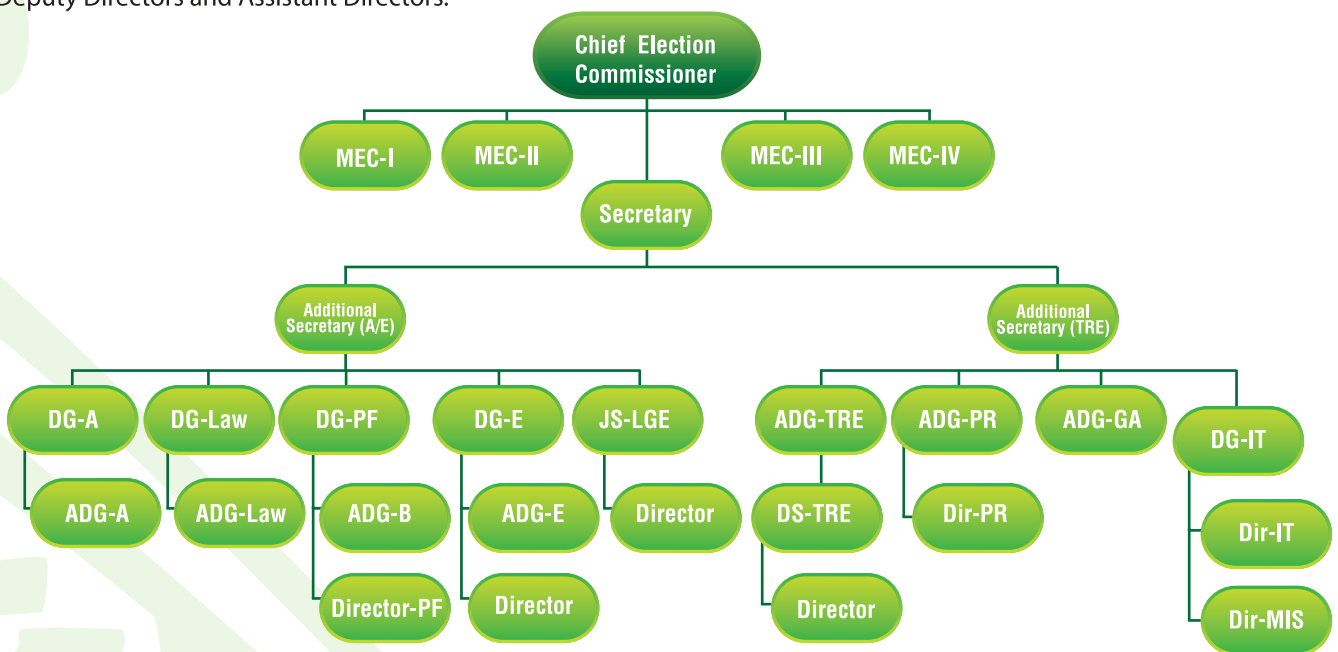 Deputy Directors and Assistant Directors.
Chief Election
Commissioner
MEC-I
MEC-II
MEC-III
MEC-IV
Secretary
Additional
Secretary (A/E)
Additional
Secretary (TRE)
DG-A
DG-Law
DG-PF
DG-E
JS-LGE
ADG-TRE
ADG-PR
ADG-GA
DG-IT
ADG-A
ADG-Law
ADG-B
ADG-E
Director
DS-TRE
Dir-PR
Dir-IT
Director-PF
Director
Director
Dir-MIS